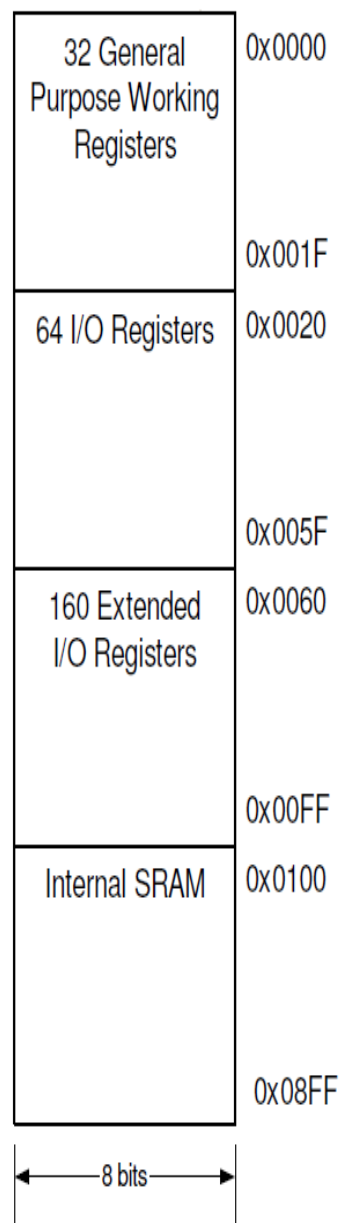 32 General
Purpose Working
Registers
0x0000
0x001F
64 I/O Registers
0x0020
0x005F
160 Extended
I/O Registers
0x0060
0x00FF
Internal SRAM
0x0100
0x08FF
8 bits